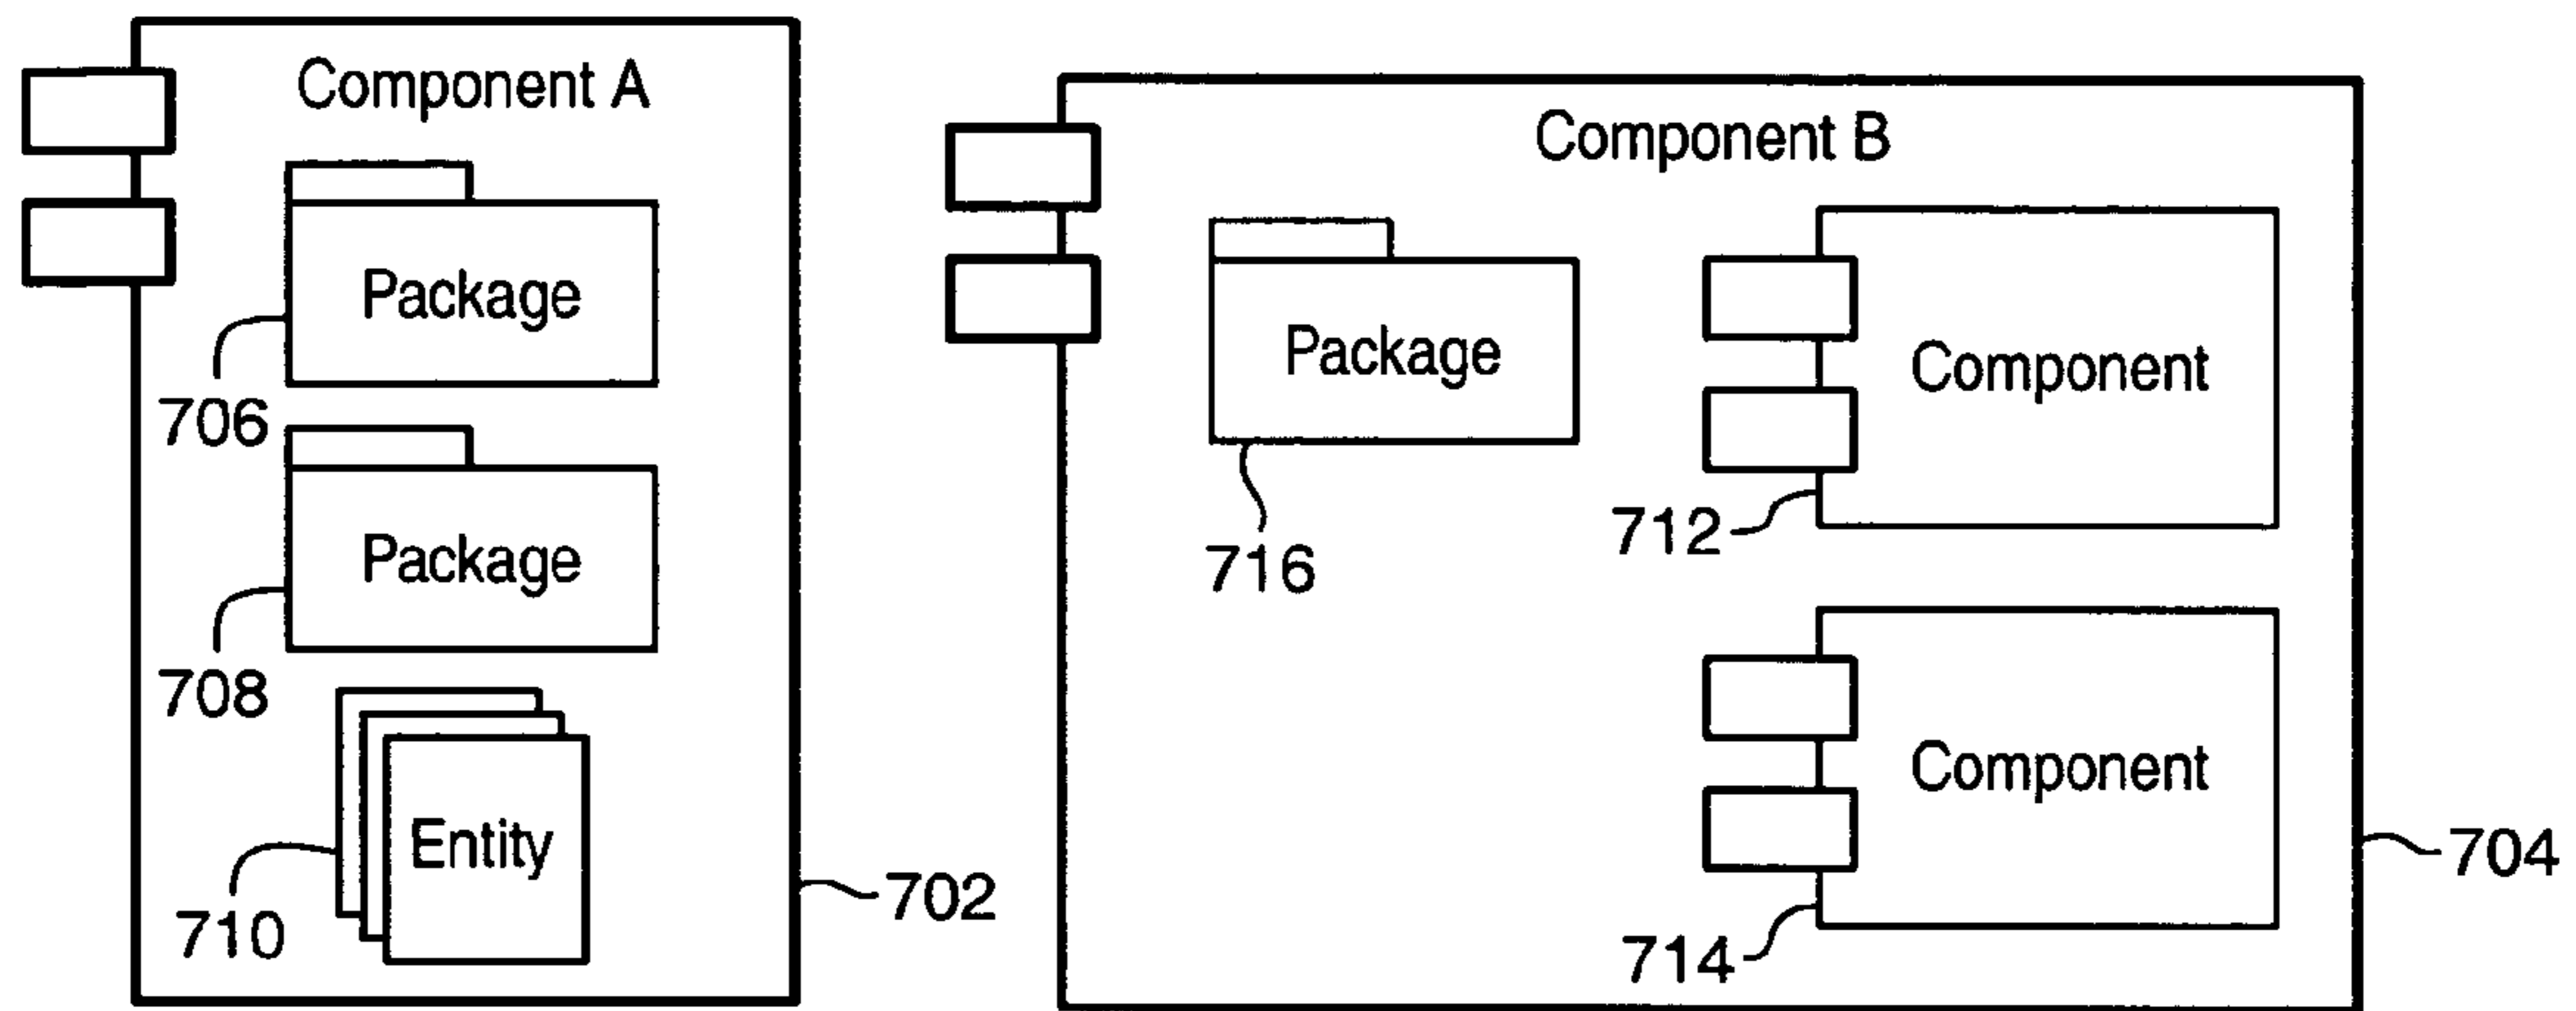 Component A
Package
706
Package
708
Entity
710
702
Component B
Package
716
Component
712
Component
714
704